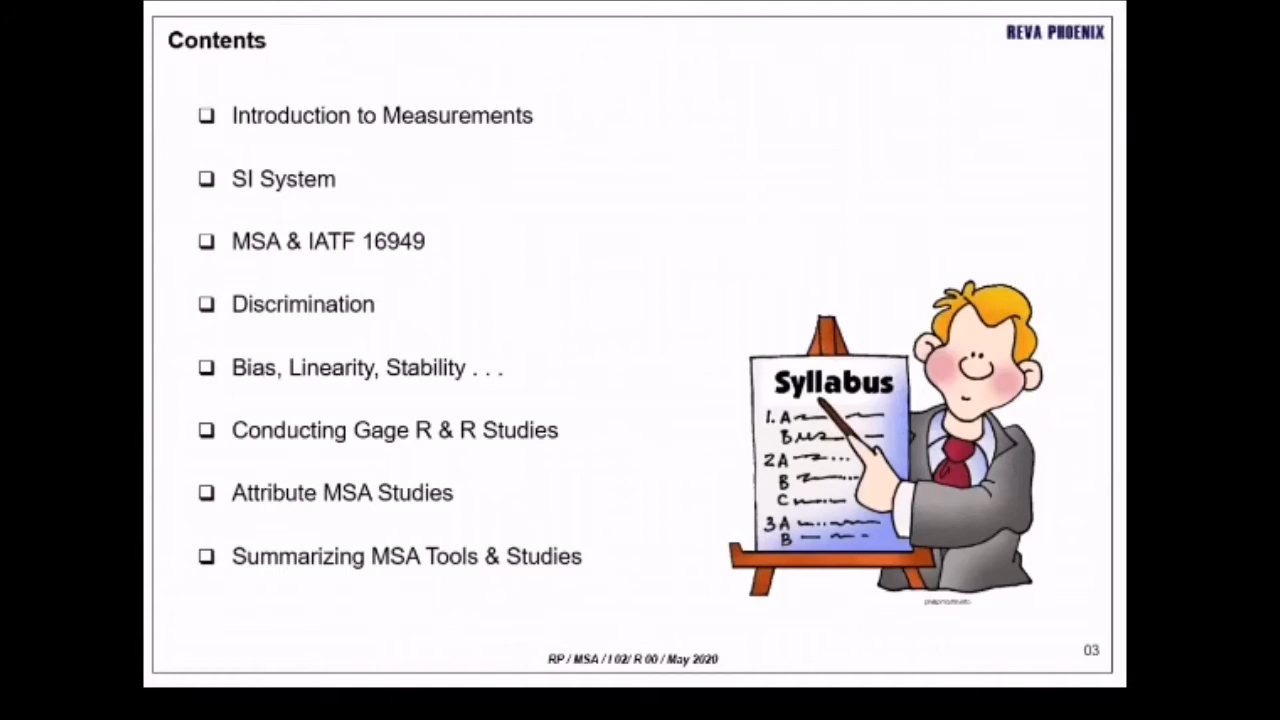 Contents
REVA PHOENIX
Introduction to Measurements
SI System
MSA & IATF 16949
Discrimination
Bias, Linearity, Stability . . .
Conducting Gage R & R Studies
Attribute MSA Studies
Summarizing MSA Tools & Studies
Syllabus
1. A
B
2 A
B
C
3 A
B
RP / MSA / I 02/ R 00 / May 2020
03